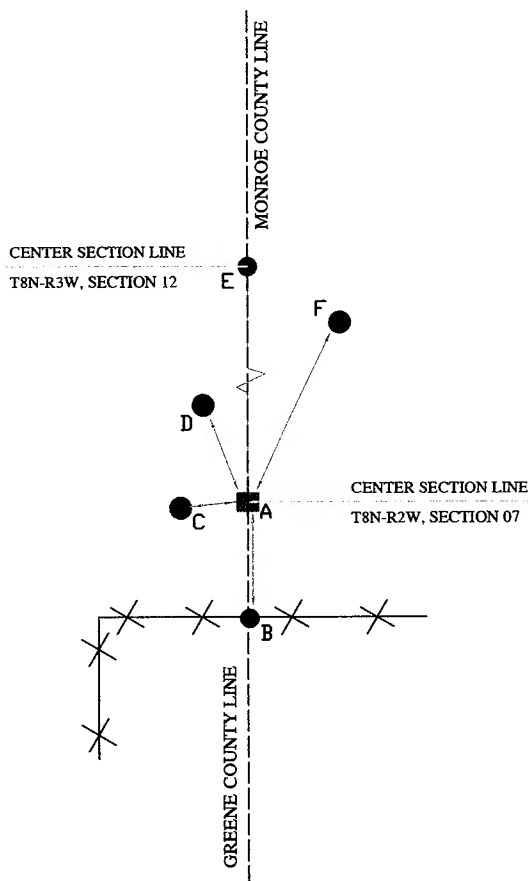 MONROE COUNTY LINE
CENTER SECTION LINE
T8N-R3W, SECTION 12
E
F
D
CENTER SECTION LINE
A
C
T8N-R2W, SECTION 07
B
GREENE COUNTY LINE